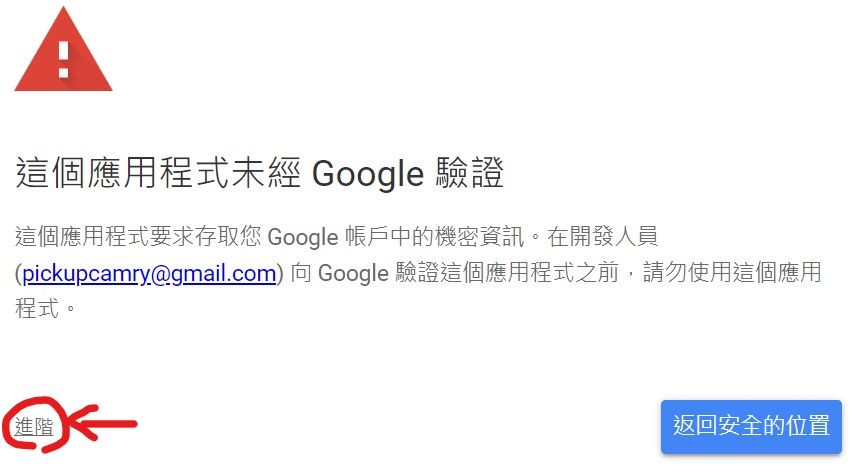 這個應用程式未經 Google 驗證
這個應用程式要求存取您 Google 帳戶中的機密資訊。在開發人員
(pickupcamry@gmail.com) 向 Google 驗證這個應用程式之前，請勿使用這個應用
程式。
進階
返回安全的位置